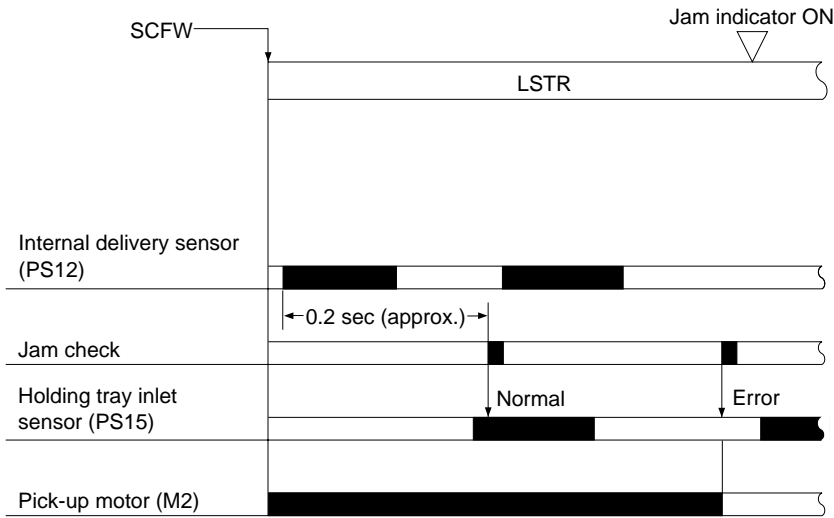 Jam indicator ON
SCFW
LSTR
Internal delivery sensor
(PS12)
0.2 sec (approx.)
Jam check
Holding tray inlet
sensor (PS15)
Normal
Error
Pick-up motor (M2)